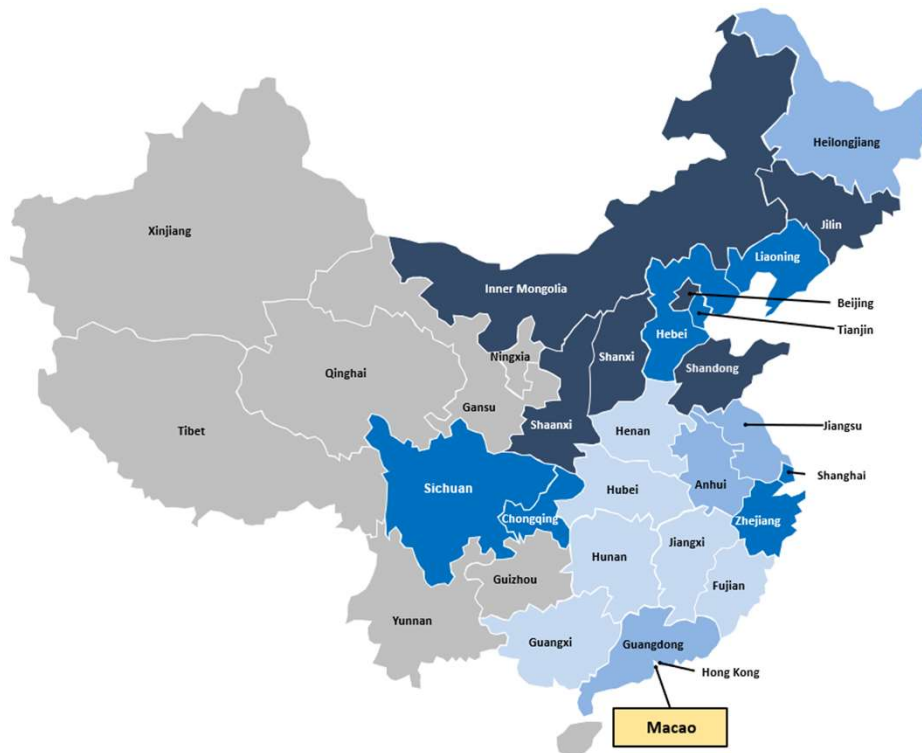 Heilongjiang
Jilin
Xinjiang
Liaoning
Inner Mongolia
Beijing
Tianjin
Hebei
Ningxia
Shanxi
Shandong
Qinghai
Gansu
Tibet
Shaanxi
Henan
Jiangsu
Shanghai
Anhui
Sichuan
Hubei
Chongqing
Zhejiang
Jiangxi
Hunan
Guizhou
Fujian
Yunnan
Guangxi
Guangdong
Hong Kong
Macao